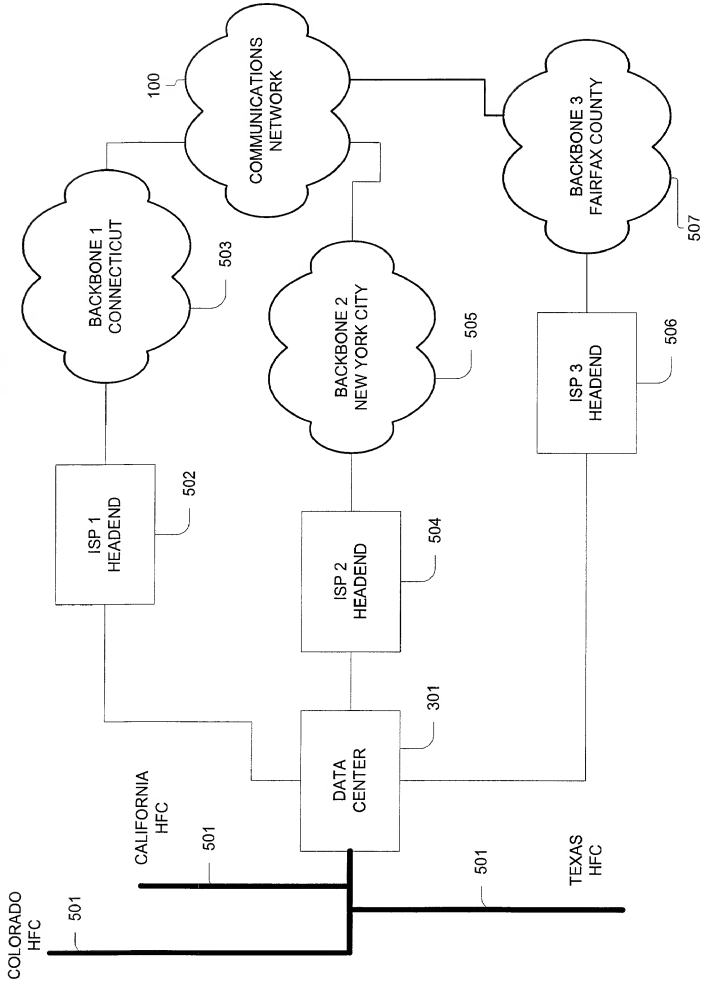 COLORADO
HFC
501
CALIFORNIA
HFC
501
501
TEXAS
HFC
DATA
CENTER
301
ISP 1
HEADEND
502
ISP 2
HEADEND
504
ISP 3
HEADEND
506
BACKBONE 1
CONNECTICUT
503
BACKBONE 2
NEW YORK CITY
505
BACKBONE 3
FAIRFAX COUNTY
507
COMMUNICATIONS
NETWORK
100